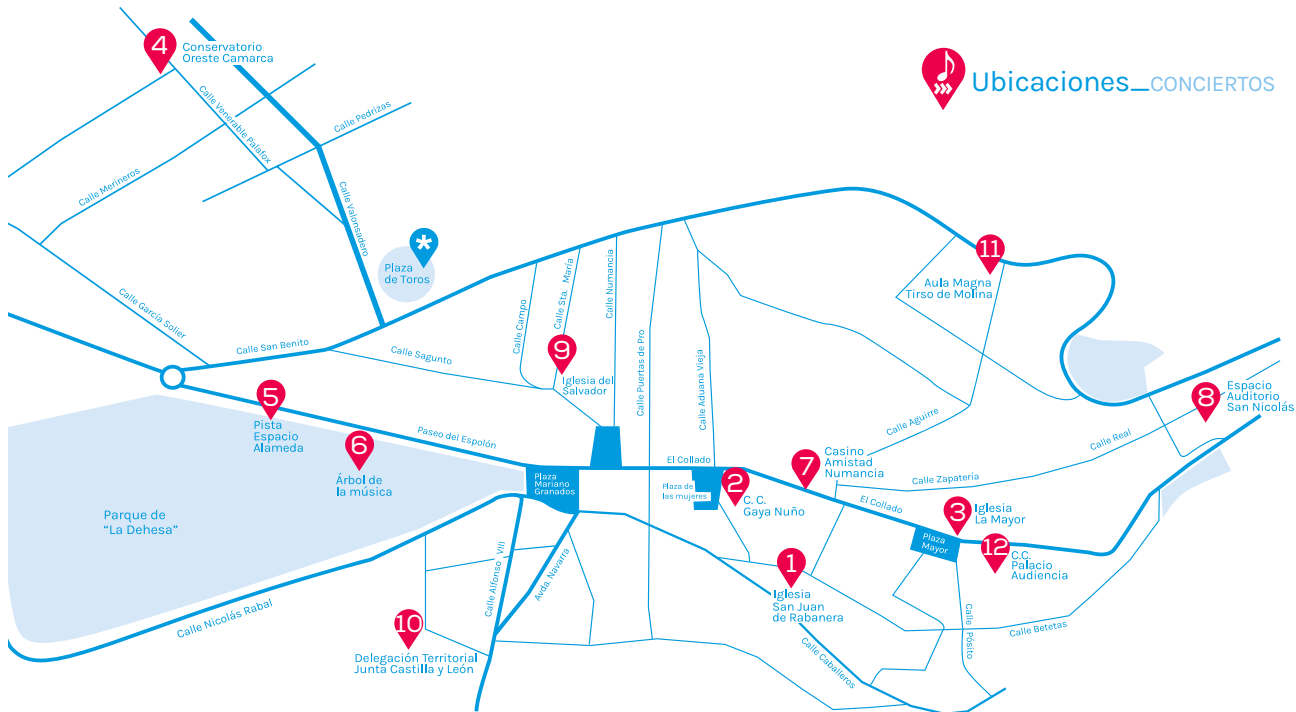 4
Conservatorio
Oreste Camarca
Ubicaciones_CONCIERTOS
Calle Venerable Palafox
Calle Pedrizas
Calle Merineros
Calle Valonsadero
*
Plaza
de Toros
11
Aula Magna
Tirso de Molina
Calle García Solier
Calle San Benito
Calle Sagunto
Calle Campo
Calle Sta. María
Calle Numancia
Calle Puertas de Pro
Calle Aduana Vieja
9
Iglesia del
Salvador
5
Pista
Espacio
Alameda
6
Árbol de
la música
Paseo del Espolón
Parque de
“La Dehesa”
Plaza
Mariano
Granados
El Collado
Plaza de
las mujeres
2
C. C.
Gaya Nuño
7
Casino
Amistad
Numancia
Calle Aguirre
Calle Real
Calle Zapatería
8
Espacio
Auditorio
San Nicolás
El Collado
3
Iglesia
La Mayor
Plaza
Mayor
12
C.C.
Palacio
Audiencia
1
Iglesia
San Juan
de Rabanera
Calle Nicolás Rabal
Calle Alfonso VIII
Avda. Navarra
10
Delegación Territorial
Junta Castilla y León
Calle Caballeros
Calle Pósito
Calle Betetas